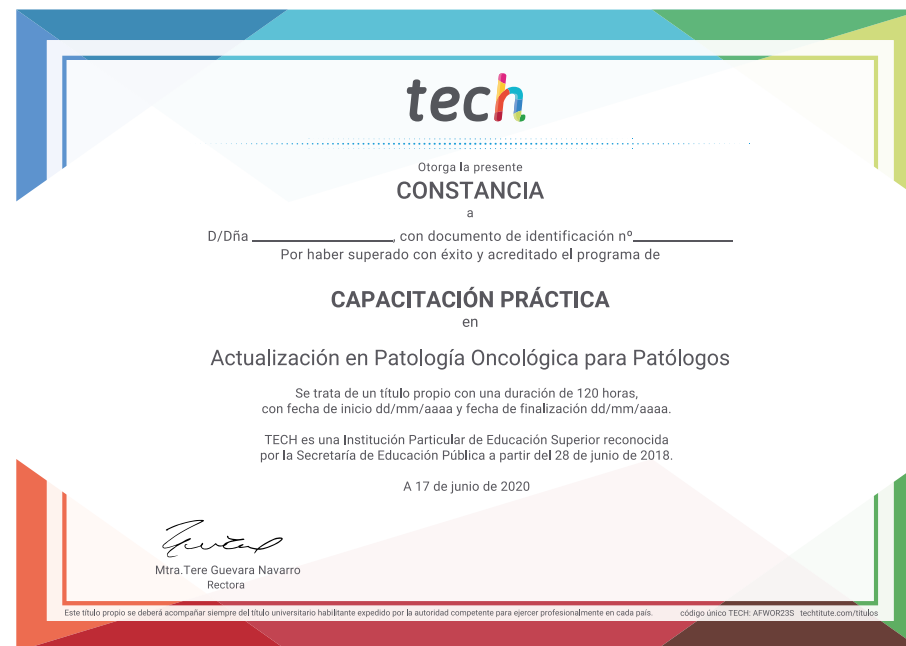 tech
Otorga la presente
CONSTANCIA
a
D/Dña , con documento de identificación nº
Por haber superado con éxito y acreditado el programa de
CAPACITACIÓN PRÁCTICA
en
Actualización en Patología Oncológica para Patólogos
Se trata de un título propio con una duración de 120 horas,
con fecha de inicio dd/mm/aaaa y fecha de finalización dd/mm/aaaa.
TECH es una Institución Particular de Educación Superior reconocida
por la Secretaría de Educación Pública a partir del 28 de junio de 2018.
A 17 de junio de 2020
Mtra.Tere Guevara Navarro
Rectora
Este título propio se deberá acompañar siempre del título universitario habilitante expedido por la autoridad competente para ejercer profesionalmente en cada país. código único TECH: AFWOR23S techtitute.com/titulos